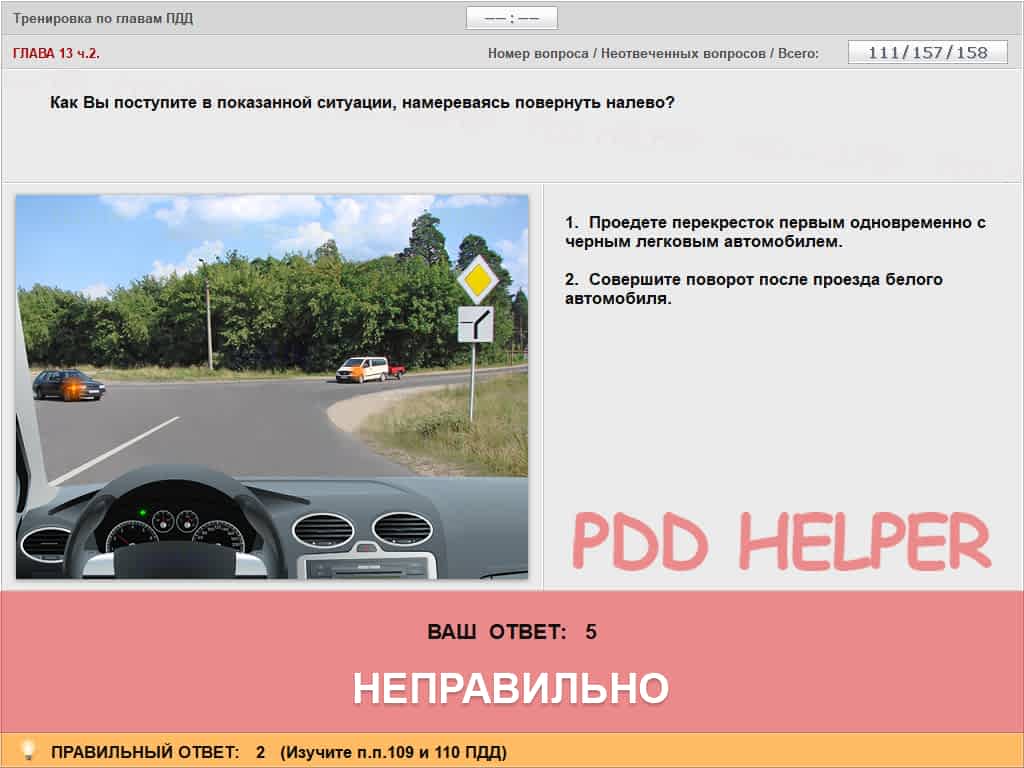 Тренировка по главам ПДД
—— : ——
ГЛАВА 13 ч.2.
Номер вопроса / Неотвеченных вопросов / Всего:
111/157/158
Как Вы поступите в показанной ситуации, намереваясь повернуть налево?
1. Проедете перекресток первым одновременно с
черным легковым автомобилем.
2. Совершите поворот после проезда белого
автомобиля.
PDD HELPER
ВАШ ОТВЕТ: 5
НЕПРАВИЛЬНО
ПРАВИЛЬНЫЙ ОТВЕТ: 2 (Изучите п.п.109 и 110 ПДД)